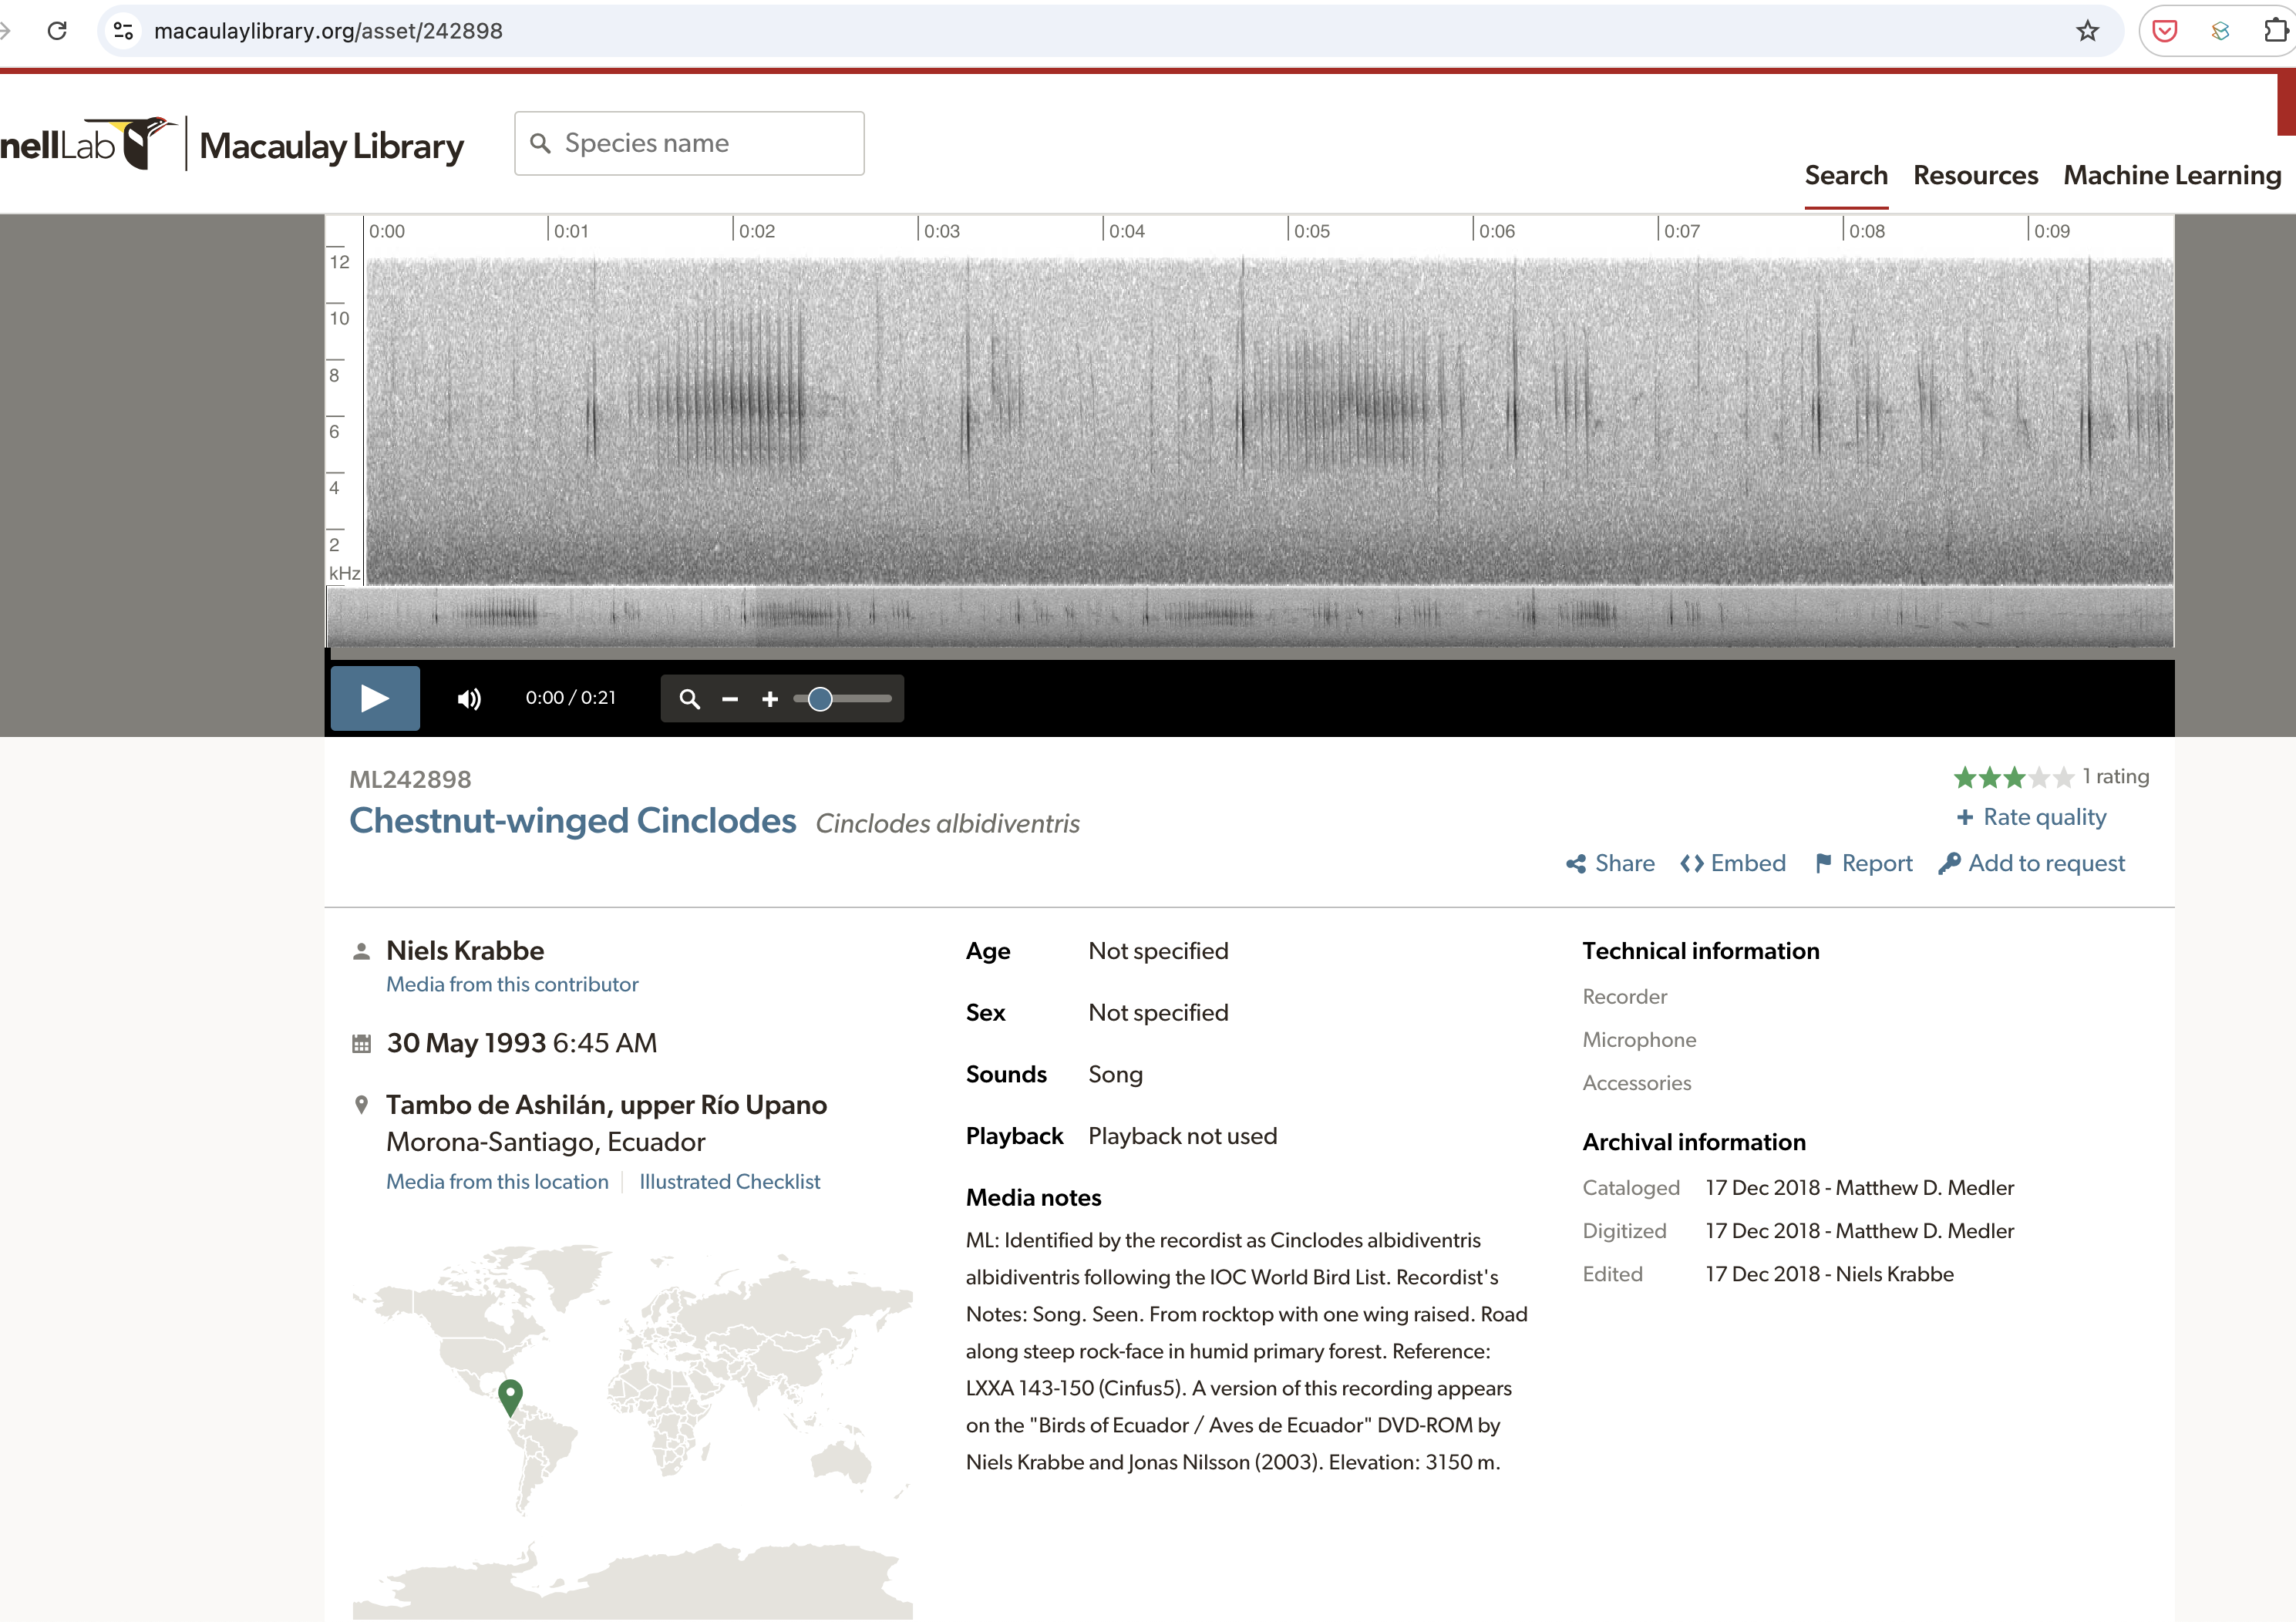 macaulaylibrary.org/asset/242898
nellLab Macaulay Library
Species name
Search Resources Machine Learning
0:00 0:01 0:02 0:03 0:04 0:05 0:06 0:07 0:08 0:09
12
10
8
6
4
2
kHz
0:00 / 0:21
ML242898
1 rating
Chestnut-winged Cinclodes Cinclodes albidiventris
+ Rate quality
Share Embed Report Add to request
Niels Krabbe
Media from this contributor
30 May 1993 6:45 AM
Tambo de Ashilán, upper Río Upano
Morona-Santiago, Ecuador
Media from this location Illustrated Checklist
Age Not specified
Sex Not specified
Sounds Song
Playback Playback not used
Media notes
ML: Identified by the recordist as Cinclodes albidiventris
albidiventris following the IOC World Bird List. Recordist's
Notes: Song. Seen. From rocktop with one wing raised. Road
along steep rock-face in humid primary forest. Reference:
LXXA 143-150 (Cinfus5). A version of this recording appears
on the "Birds of Ecuador / Aves de Ecuador" DVD-ROM by
Niels Krabbe and Jonas Nilsson (2003). Elevation: 3150 m.
Technical information
Recorder
Microphone
Accessories
Archival information
Cataloged 17 Dec 2018 - Matthew D. Medler
Digitized 17 Dec 2018 - Matthew D. Medler
Edited 17 Dec 2018 - Niels Krabbe